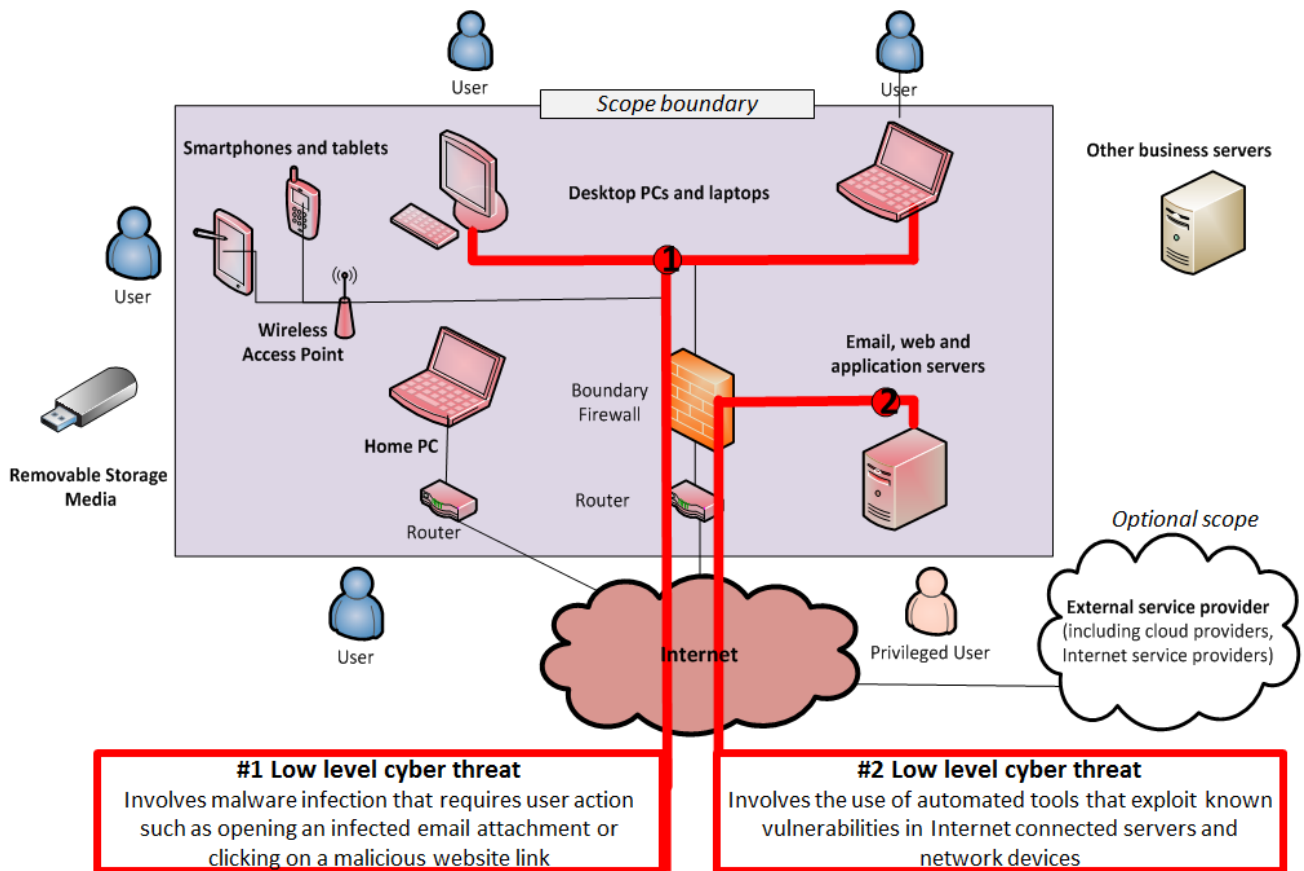 User
User
Scope boundary
Smartphones and tablets
Desktop PCs and laptops
Other business servers
1
User
Wireless
Access Point
Email, web and
application servers
Boundary
Firewall
2
Home PC
Removable Storage
Media
Router
Router
Optional scope
External service provider
(including cloud providers,
Internet service providers)
User
Internet
Privileged User
#1 Low level cyber threat
Involves malware infection that requires user action
such as opening an infected email attachment or
clicking on a malicious website link
#2 Low level cyber threat
Involves the use of automated tools that exploit known
vulnerabilities in Internet connected servers and
network devices